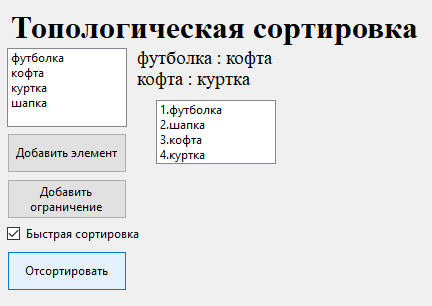 Топологическая сортировка
футболка
кофта
куртка
шапка
футболка : кофта
кофта : куртка
1.футболка
2.шапка
3.кофта
4.куртка
Добавить элемент
Добавить
ограничение
Быстрая сортировка
Отсортировать